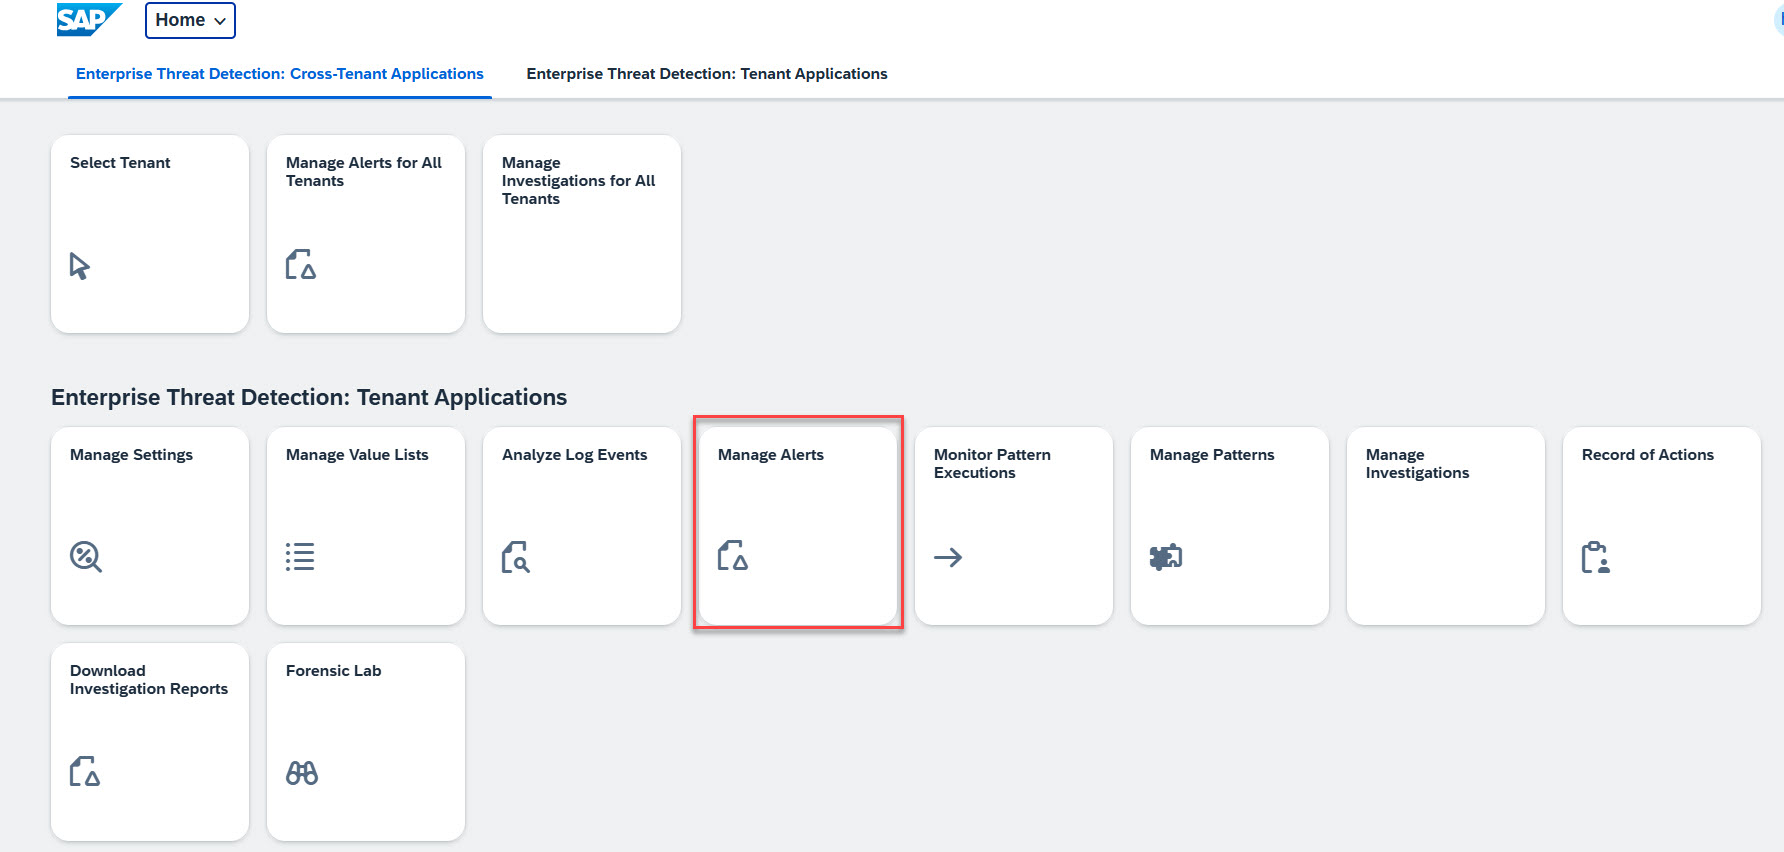 SAP
Home
Enterprise Threat Detection: Cross-Tenant Applications
Enterprise Threat Detection: Tenant Applications
Select Tenant
Manage Alerts for All
Tenants
Manage
Investigations for All
Tenants
Enterprise Threat Detection: Tenant Applications
Manage Settings
Manage Value Lists
Analyze Log Events
Manage Alerts
Monitor Pattern
Executions
Manage Patterns
Manage
Investigations
Record of Actions
Download
Investigation Reports
Forensic Lab